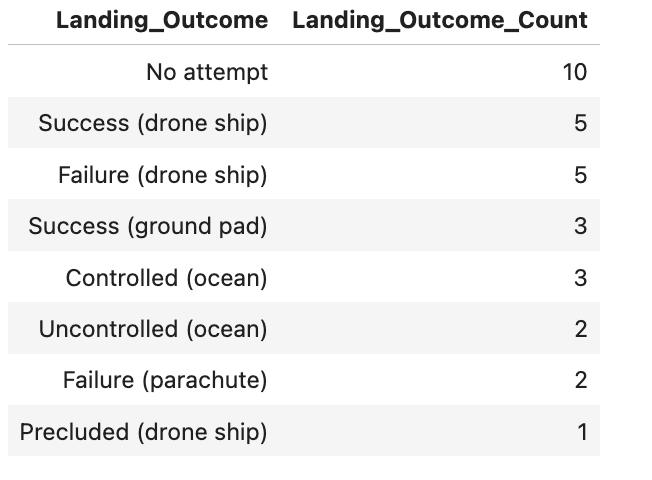 Landing_Outcome Landing_Outcome_Count
No attempt 10
Success (drone ship) 5
Failure (drone ship) 5
Success (ground pad) 3
Controlled (ocean) 3
Uncontrolled (ocean) 2
Failure (parachute) 2
Precluded (drone ship) 1